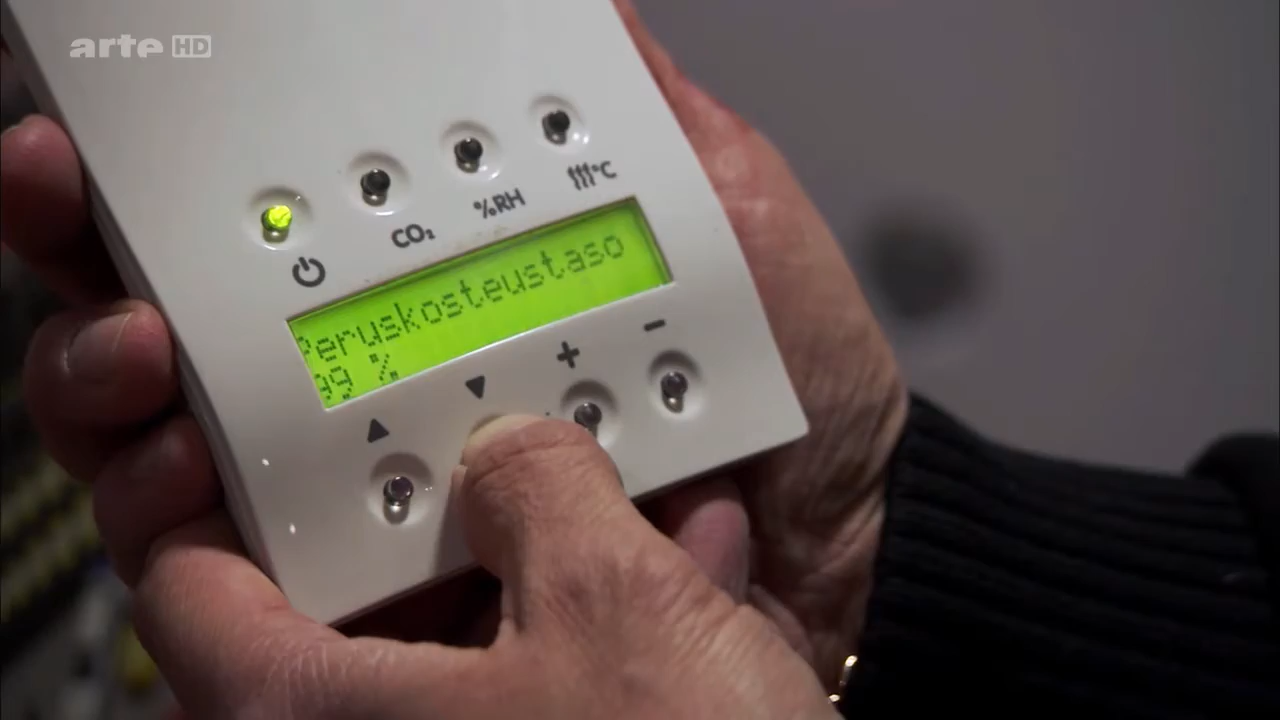 arte HD
CO₂
%RH
°C
Peruskosteustaso
99 %
+
-